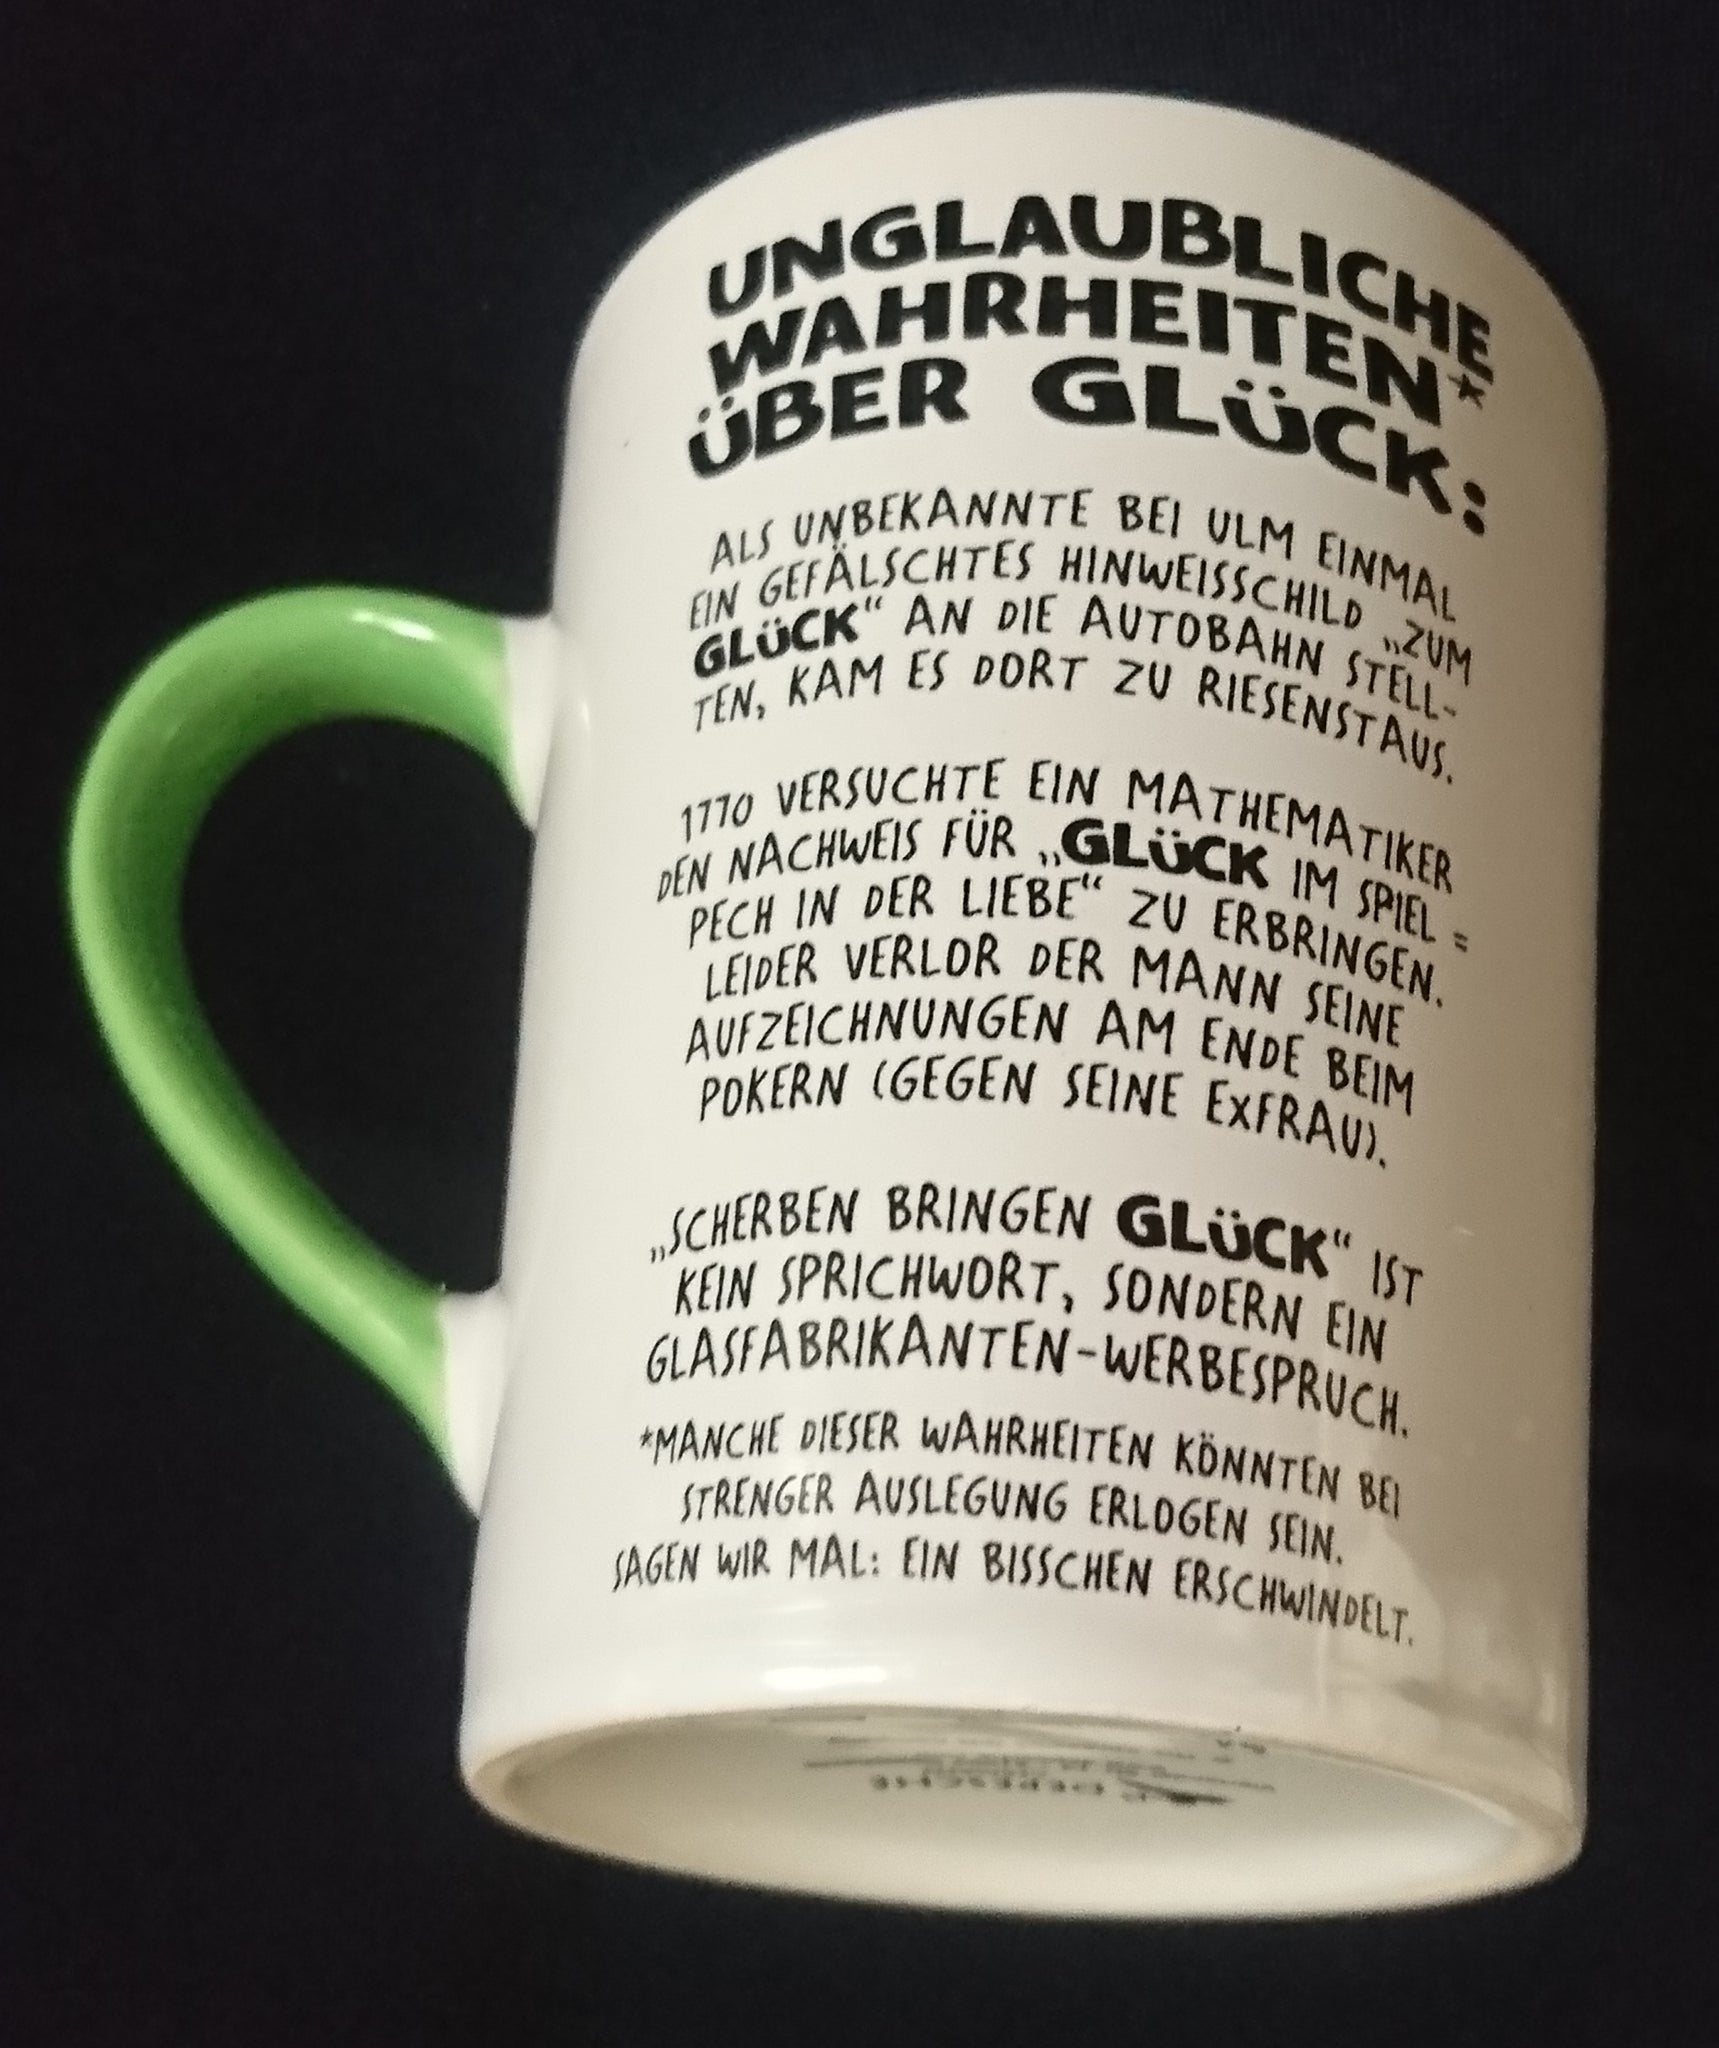 UNGLAUBLICHE
WAHRHEITEN*
ÜBER GLÜCK:
ALS UNBEKANNTE BEI ULM EINMAL
EIN GEFÄLSCHTES HINWEISSCHILD „ZUM
GLÜCK“ AN DIE AUTOBAHN STELL-
TEN, KAM ES DORT ZU RIESENSTAUS.
1770 VERSUCHTE EIN MATHEMATIKER
DEN NACHWEIS FÜR „GLÜCK IM SPIEL =
PECH IN DER LIEBE“ ZU ERBRINGEN.
LEIDER VERLOR DER MANN SEINE
AUFZEICHNUNGEN AM ENDE BEIM
POKERN (GEGEN SEINE EXFRAU).
„SCHERBEN BRINGEN GLÜCK“ IST
KEIN SPRICHWORT, SONDERN EIN
GLASFABRIKANTEN-WERBESPRUCH.
*MANCHE DIESER WAHRHEITEN KÖNNTEN BEI
STRENGER AUSLEGUNG ERLOGEN SEIN.
SAGEN WIR MAL: EIN BISSCHEN ERSCHWINDELT.
DEPESCHE